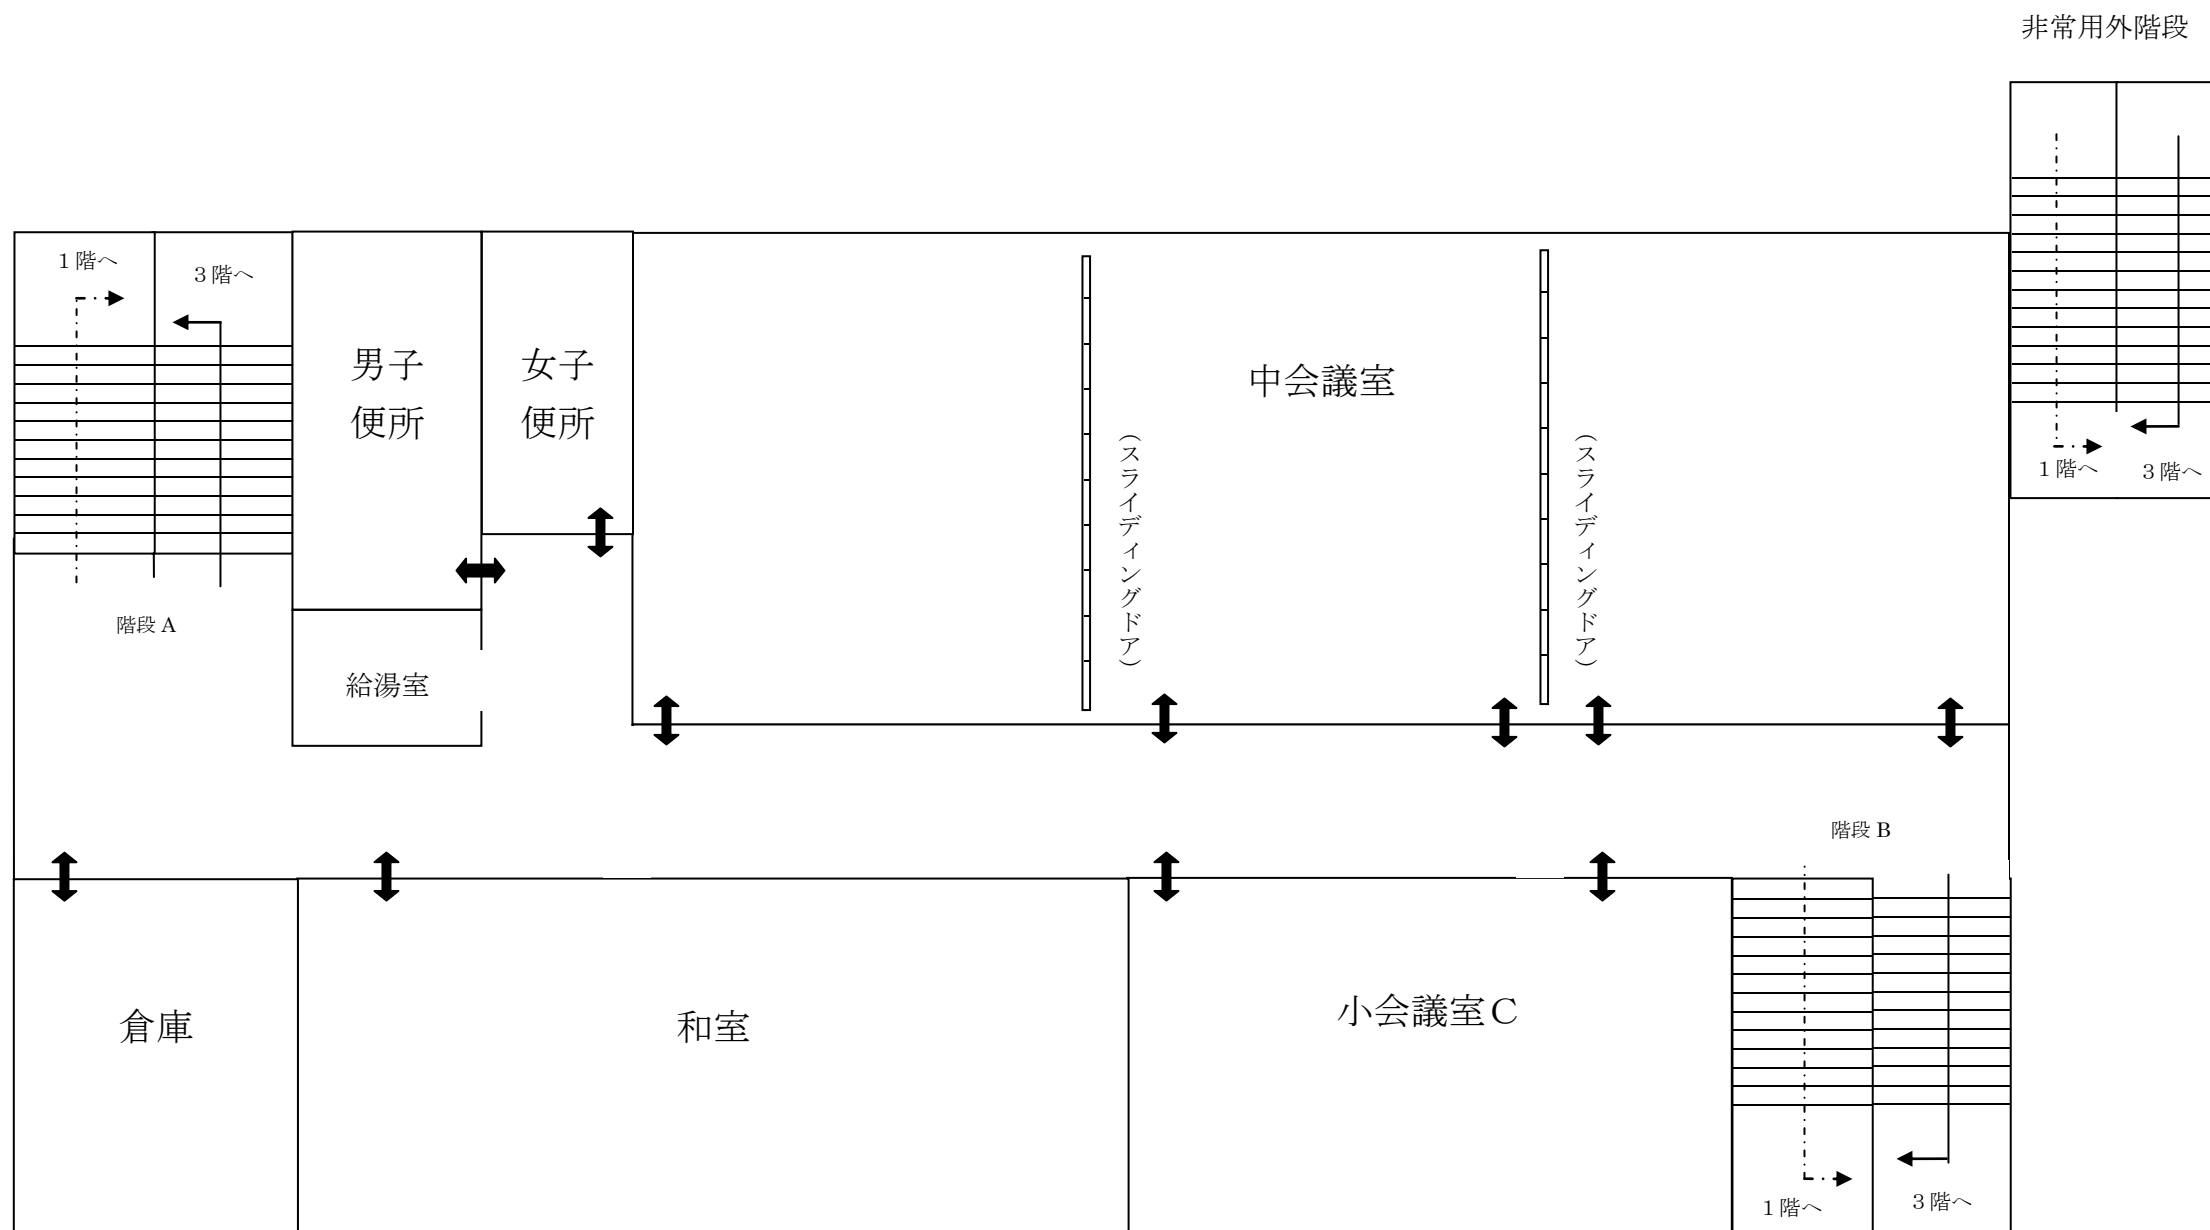 非常用外階段
1階へ
3階へ
男子
便所
女子
便所
中会議室
(スライディングドア)
(スライディングドア)
1階へ
3階へ
階段 A
給湯室
階段 B
倉庫
和室
小会議室C
1階へ
3階へ